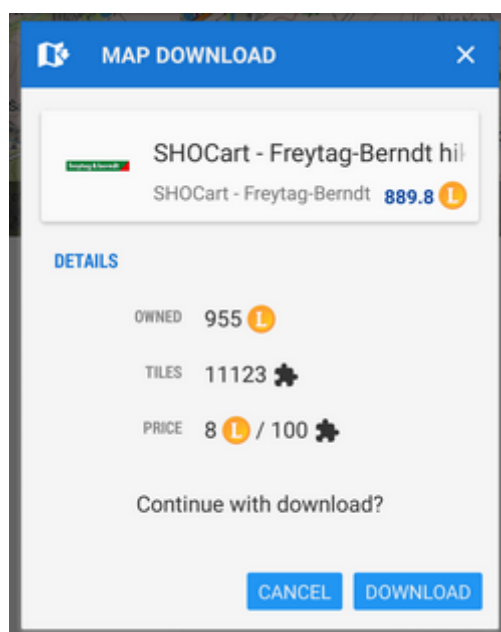 MAP DOWNLOAD
SHOCart - Freytag-Berndt hil
SHOCart - Freytag-Berndt 889.8 L
DETAILS
OWNED 955 L
TILES 11123
PRICE 8 L / 100
Continue with download?
CANCEL DOWNLOAD